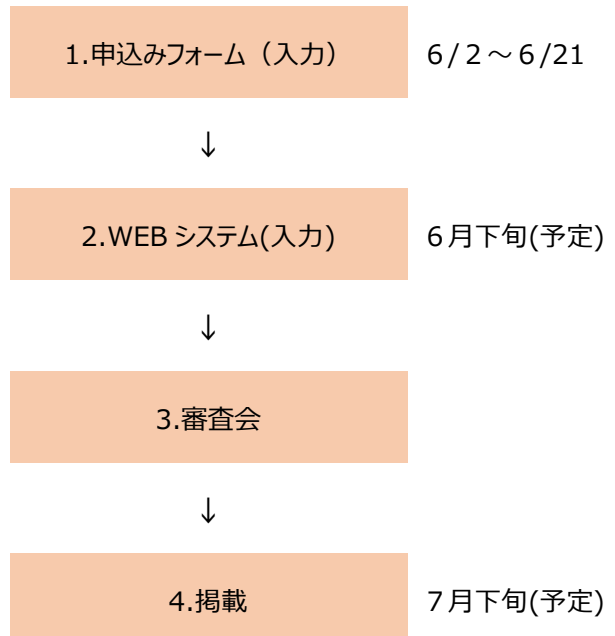 1.申込みフォーム（入力） 6/２～6/21
↓
2.WEB システム(入力) 6月下旬(予定)
↓
3.審査会
↓
4.掲載 7月下旬(予定)